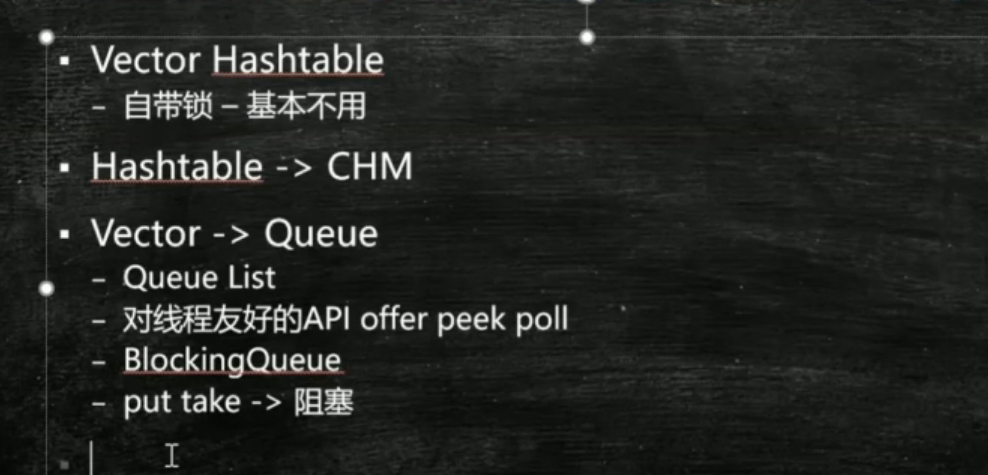 ▪ Vector Hashtable
– 自带锁 – 基本不用
▪ Hashtable -> CHM
▪ Vector -> Queue
– Queue List
– 对线程友好的API offer peek poll
– BlockingQueue
– put take -> 阻塞